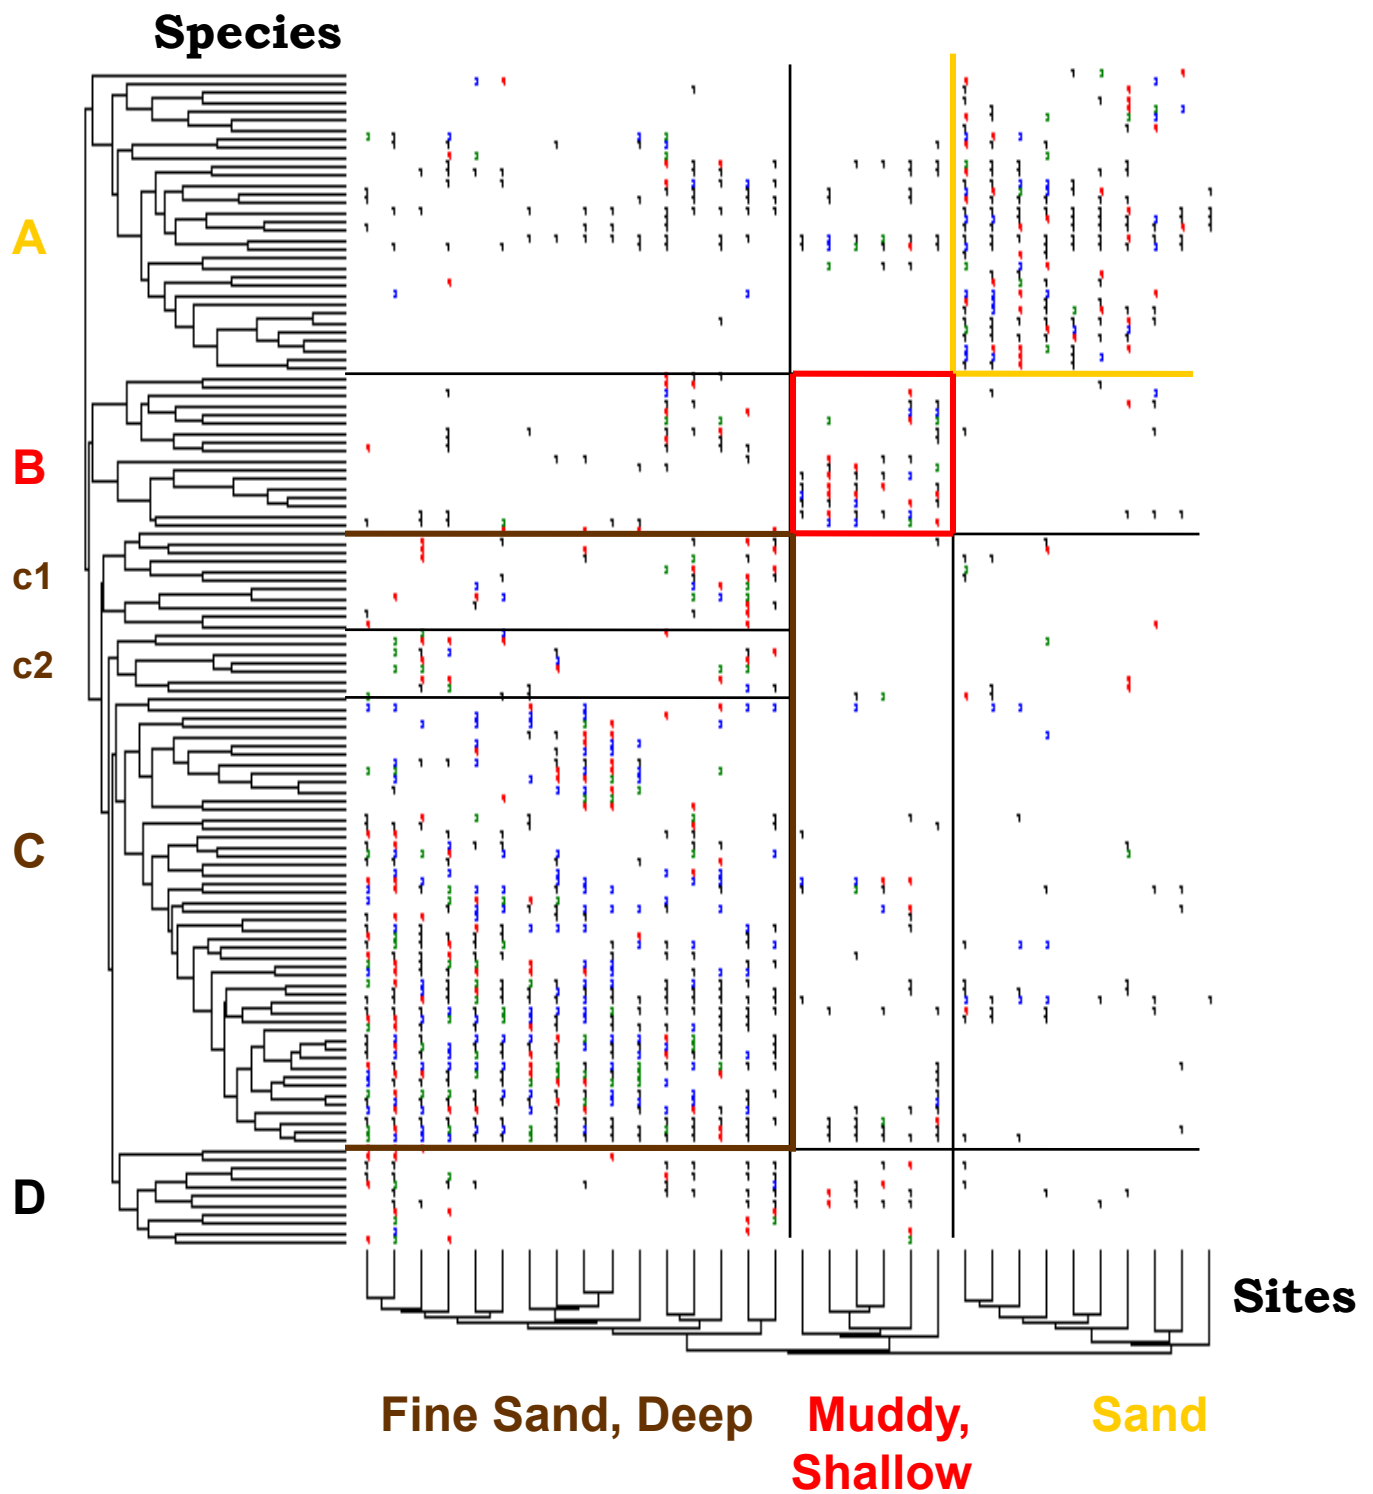 Species
A
B
c1
c2
C
D
Sites
Fine Sand, Deep
Muddy,
Shallow
Sand